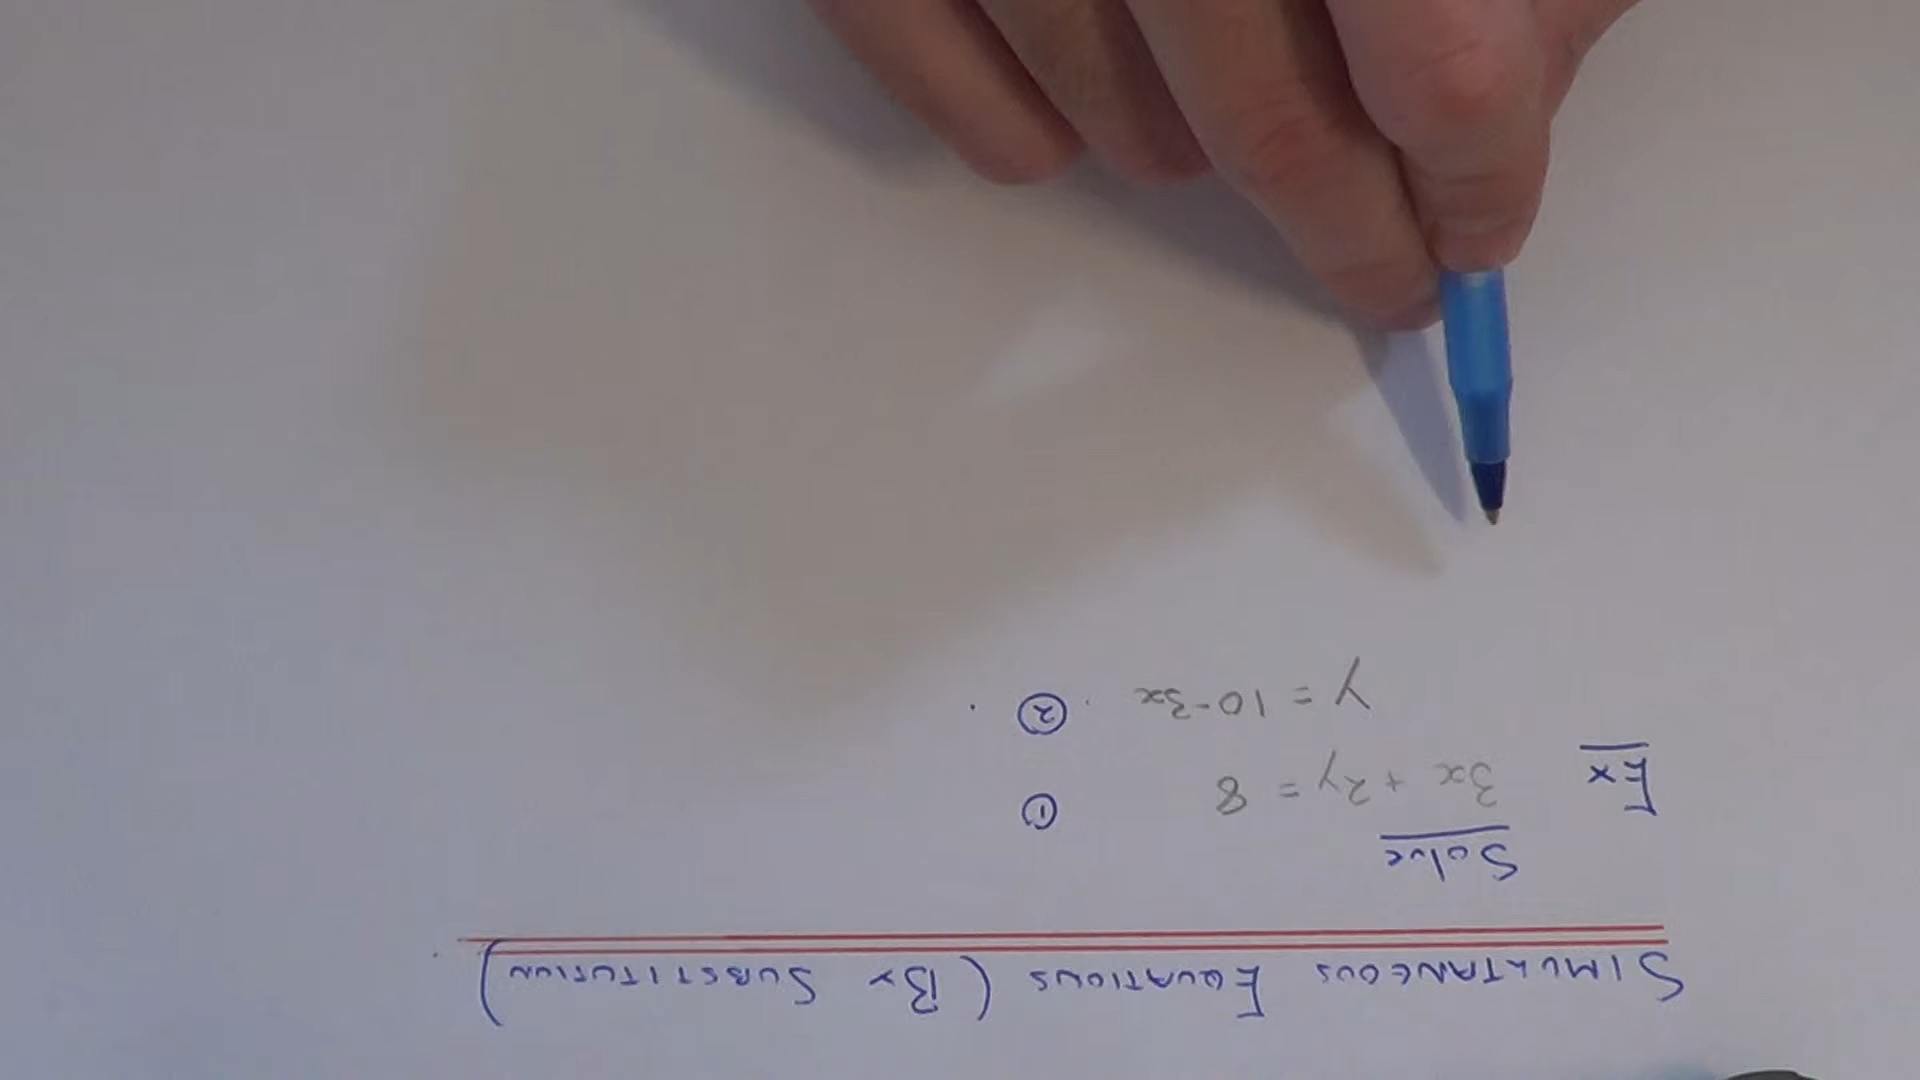 SIMULTANEOUS EQUATIONS (BY SUBSTITUTION)
Solve
Ex 3x + 2y = 8 ①
y = 10-3x ②